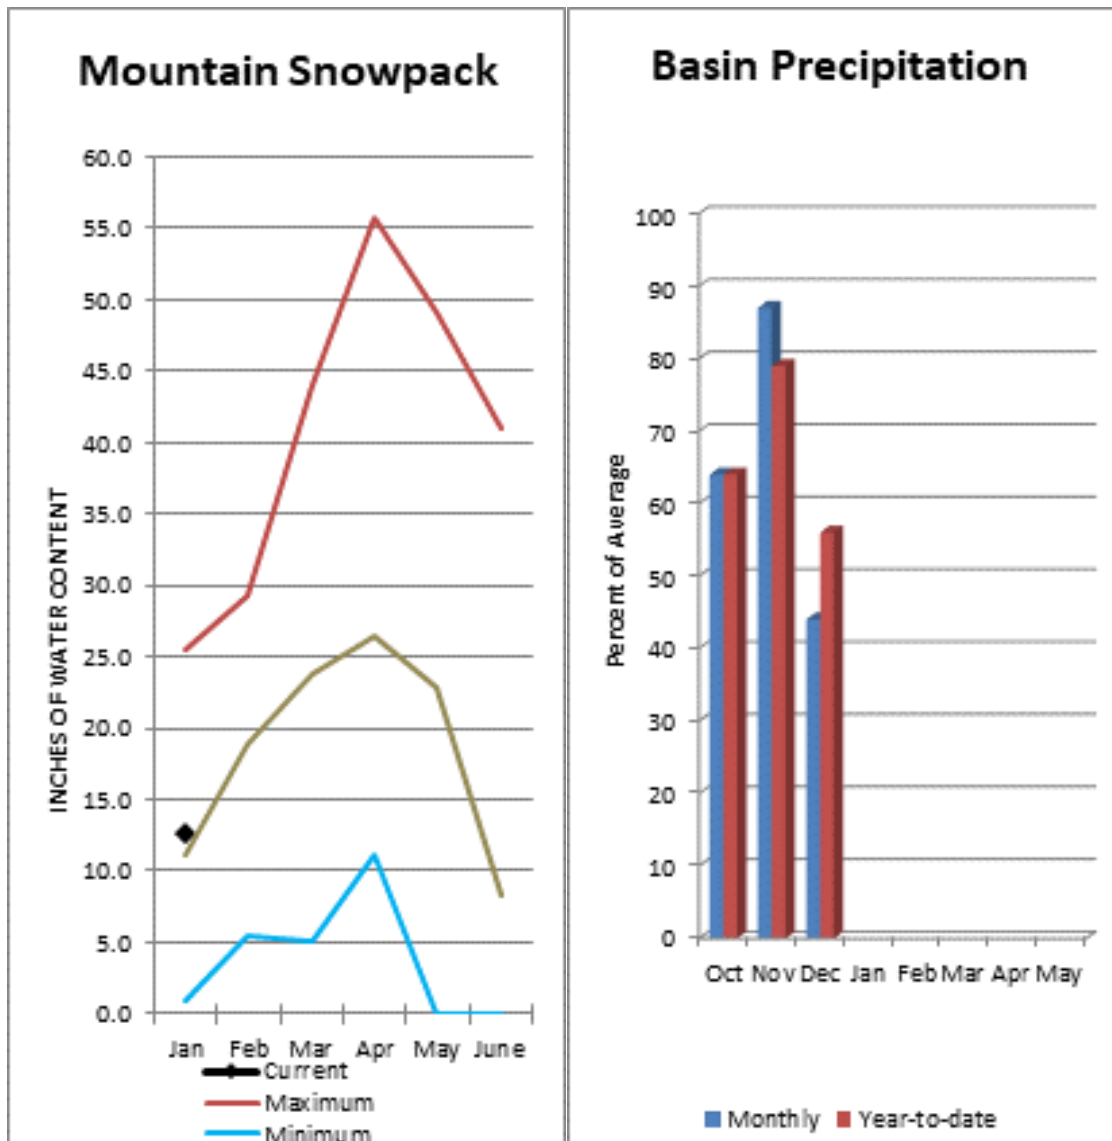 Mountain Snowpack
INCHES OF WATER CONTENT
60.0
55.0
50.0
45.0
40.0
35.0
30.0
25.0
20.0
15.0
10.0
5.0
0.0
Jan Feb Mar Apr May June
Current
Maximum
Minimum
Basin Precipitation
Percent of Average
100
90
80
70
60
50
40
30
20
10
0
Oct Nov Dec Jan Feb Mar Apr May
Monthly Year-to-date